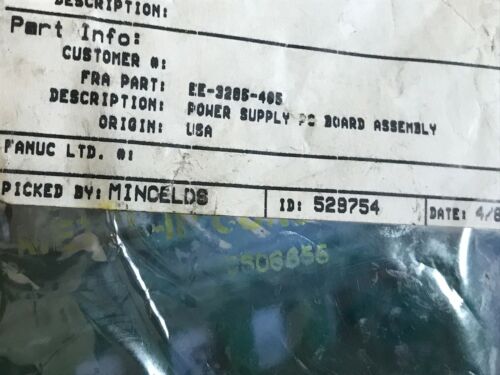 DESCRIPTION:
Part Info:
CUSTOMER #:
FRA PART: EE-3285-465
DESCRIPTION: POWER SUPPLY PC BOARD ASSEMBLY
ORIGIN: USA
FANUC LTD. #:
PICKED BY: MINCELDS
ID: 529754
DATE: 4/8